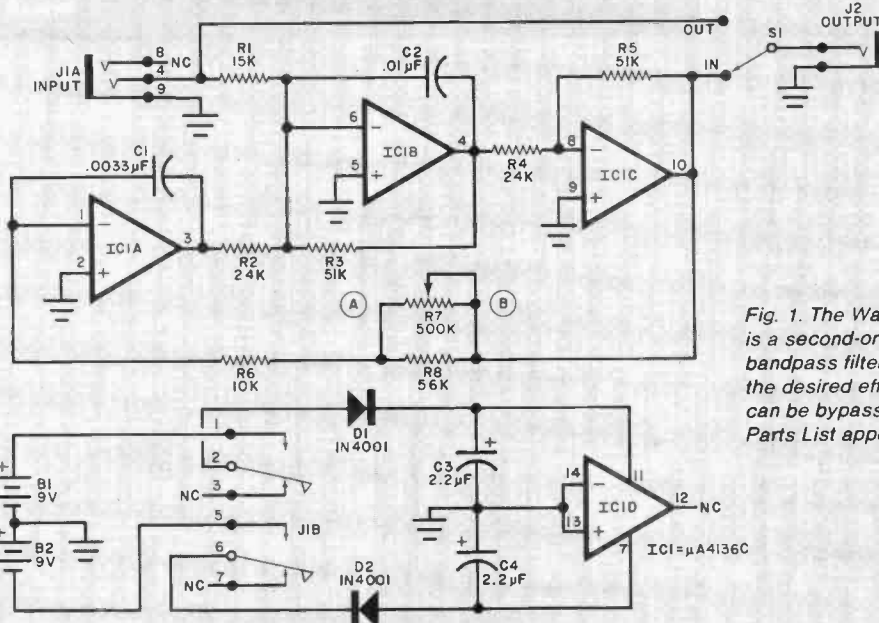 J1A
INPUT
8
NC
4
9
R1
15K
C2
.01µF
R5
51K
OUT
IN
S1
J2
OUTPUT
C1
.0033µF
1
−
2
+
IC1A
3
6
−
5
+
IC1B
4
R4
24K
8
−
9
+
IC1C
10
R2
24K
R3
51K
A
R7
500K
B
R6
10K
R8
56K
Fig. 1. The Wa
is a second-or
bandpass filter
the desired eff
can be bypass
Parts List appe
+
B1
9V
+
B2
9V
1
2
NC 3
5
J1B
6
NC 7
D1
1N4001
D2
1N4001
C3
2.2µF
+
C4
2.2µF
+
14
−
13
+
IC1D
11
12
NC
7
IC1=µA4136C